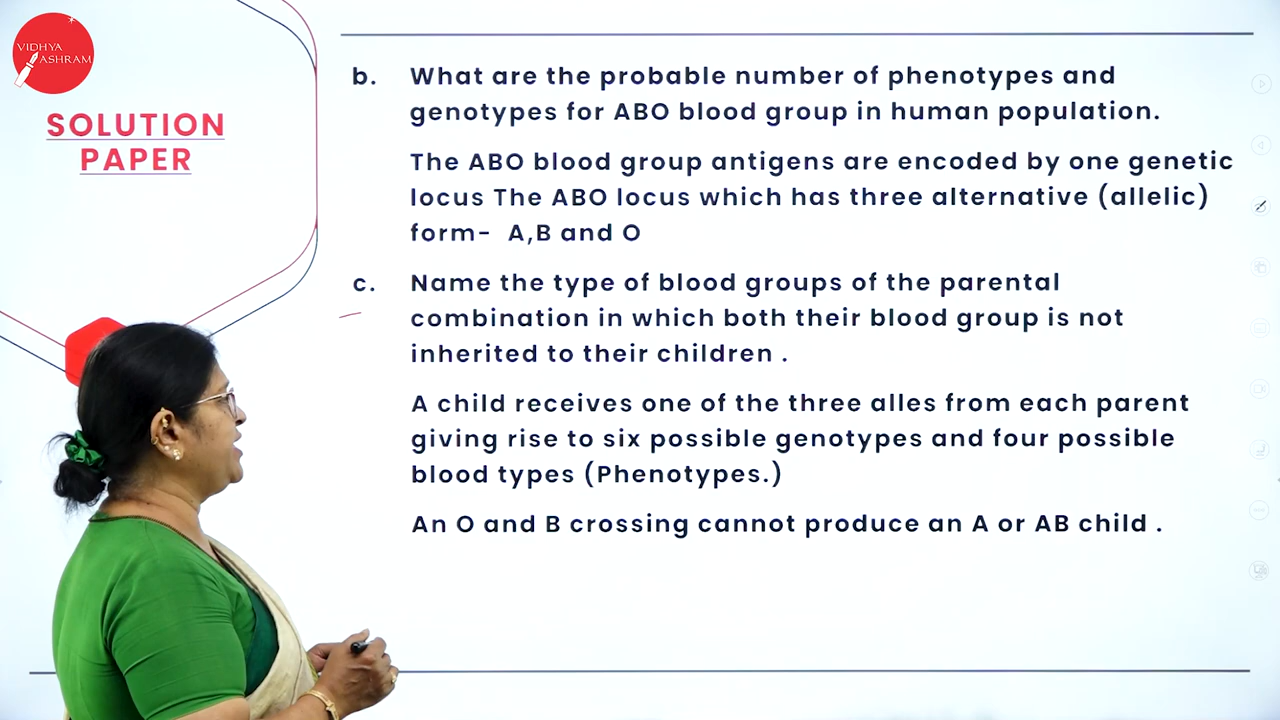 VIDHYA
ASHRAM
SOLUTION
PAPER
b. What are the probable number of phenotypes and
genotypes for ABO blood group in human population.
The ABO blood group antigens are encoded by one genetic
locus The ABO locus which has three alternative (allelic)
form- A,B and O
c. Name the type of blood groups of the parental
combination in which both their blood group is not
inherited to their children .
A child receives one of the three alles from each parent
giving rise to six possible genotypes and four possible
blood types (Phenotypes.)
An O and B crossing cannot produce an A or AB child .